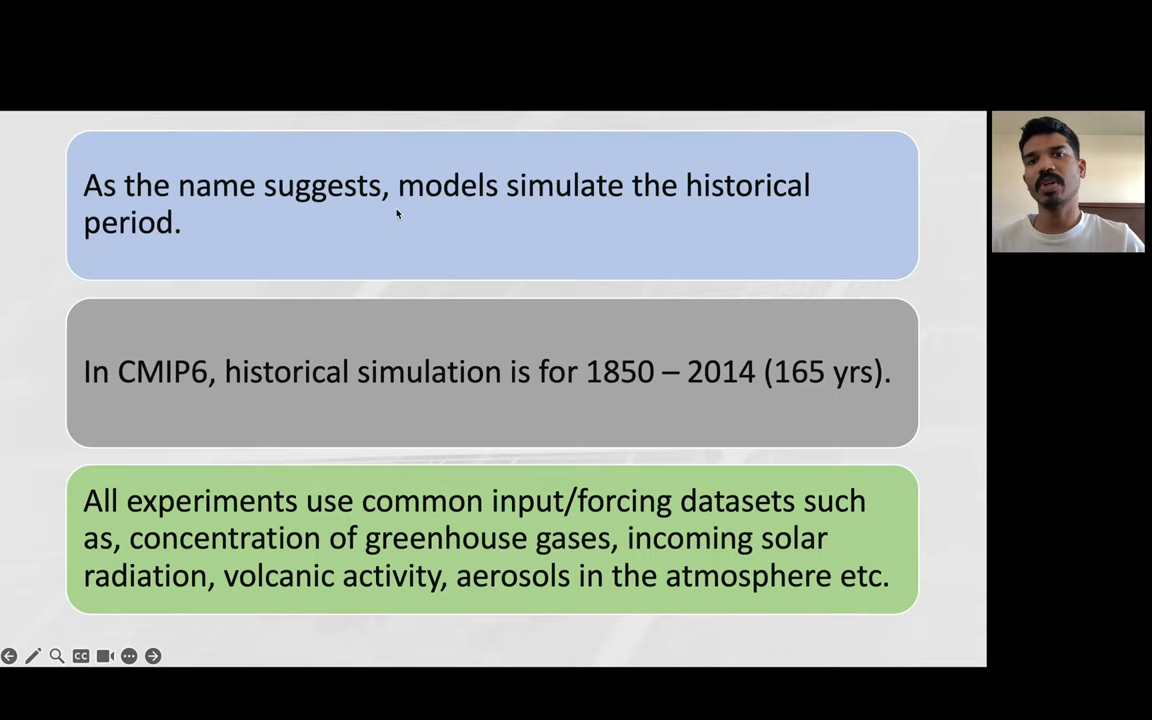 As the name suggests, models simulate the historical
period.
In CMIP6, historical simulation is for 1850 – 2014 (165 yrs).
All experiments use common input/forcing datasets such
as, concentration of greenhouse gases, incoming solar
radiation, volcanic activity, aerosols in the atmosphere etc.
CC